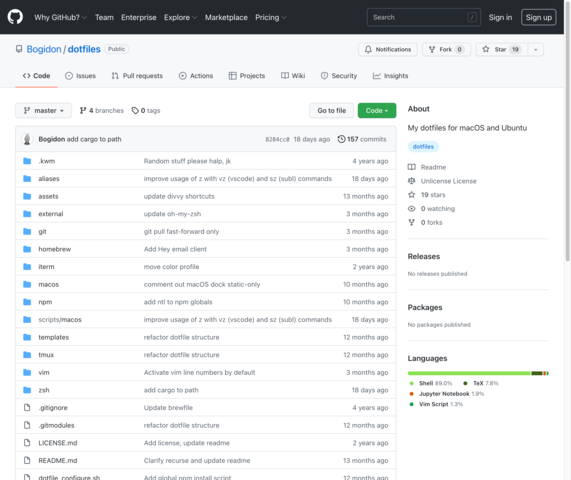 Why GitHub? Team Enterprise Explore Marketplace Pricing Search / Sign in Sign up
Bogidon / dotfiles Public Notifications Fork 0 Star 19
Code Issues Pull requests Actions Projects Wiki Security Insights
master 4 branches 0 tags Go to file Code
Bogidon add cargo to path 8284cc0 18 days ago 157 commits
.kwm Random stuff please halp, jk 4 years ago
aliases improve usage of z with vz (vscode) and sz (subl) commands 18 days ago
assets update divvy shortcuts 13 months ago
external update oh-my-zsh 3 months ago
git git pull fast-forward only 3 months ago
homebrew Add Hey email client 3 months ago
iterm move color profile 2 years ago
macos comment out macOS dock static-only 10 months ago
npm add ntl to npm globals 10 months ago
scripts/macos improve usage of z with vz (vscode) and sz (subl) commands 18 days ago
templates refactor dotfile structure 12 months ago
tmux refactor dotfile structure 12 months ago
vim Activate vim line numbers by default 3 months ago
zsh add cargo to path 18 days ago
.gitignore Update brewfile 4 years ago
.gitmodules refactor dotfile structure 12 months ago
LICENSE.md Add license, update readme 2 years ago
README.md Clarify recurse and update readme 13 months ago
dotfile_configure.sh Add global npm install script 12 months ago
About
My dotfiles for macOS and Ubuntu
dotfiles
Readme
Unlicense License
19 stars
0 watching
0 forks
Releases
No releases published
Packages
No packages published
Languages
Shell 89.0% TeX 7.8%
Jupyter Notebook 1.9%
Vim Script 1.3%